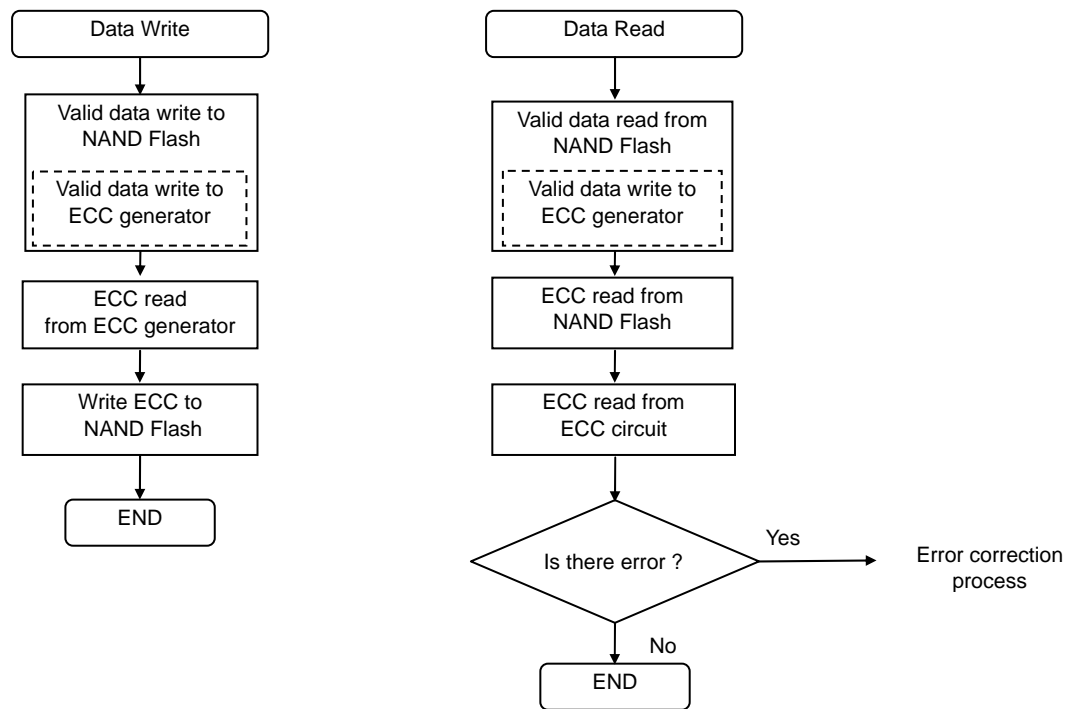 Data Write
Valid data write to
NAND Flash
Valid data write to
ECC generator
ECC read
from ECC generator
Write ECC to
NAND Flash
END
Data Read
Valid data read from
NAND Flash
Valid data write to
ECC generator
ECC read from
NAND Flash
ECC read from
ECC circuit
Is there error ?
Yes
Error correction
process
No
END